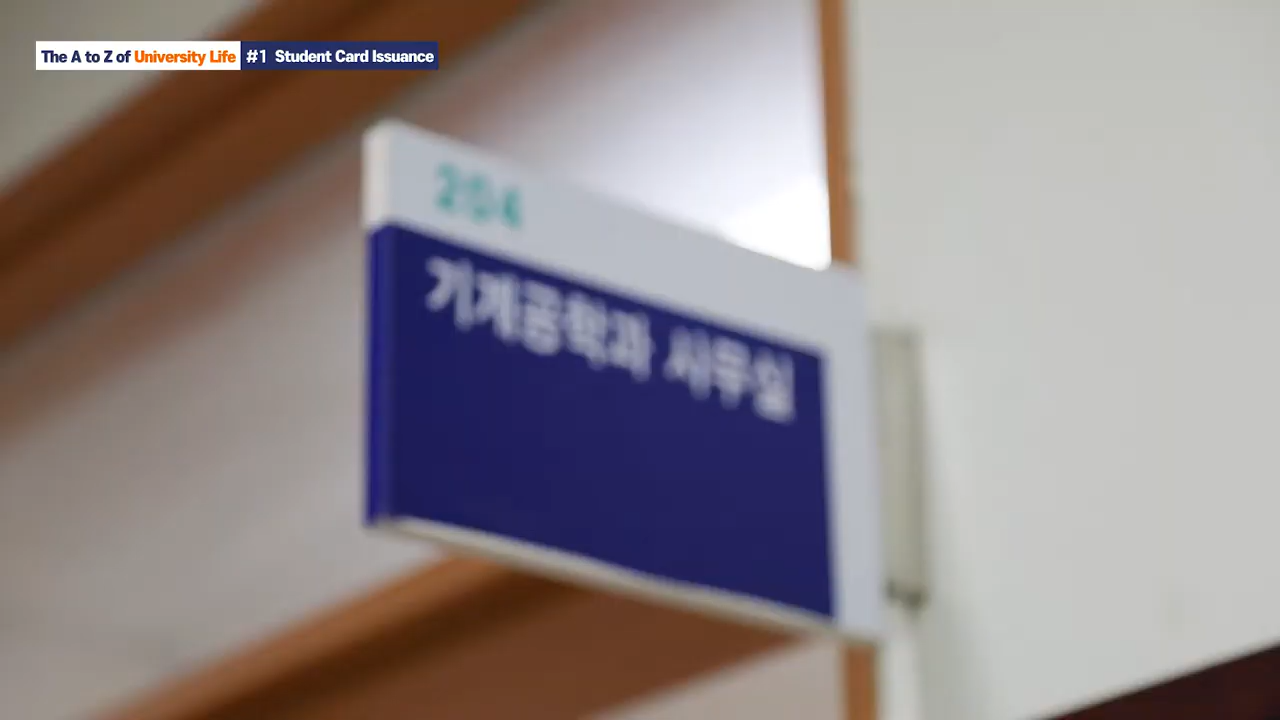 The A to Z of University Life #1 Student Card Issuance
204
기계공학과 사무실